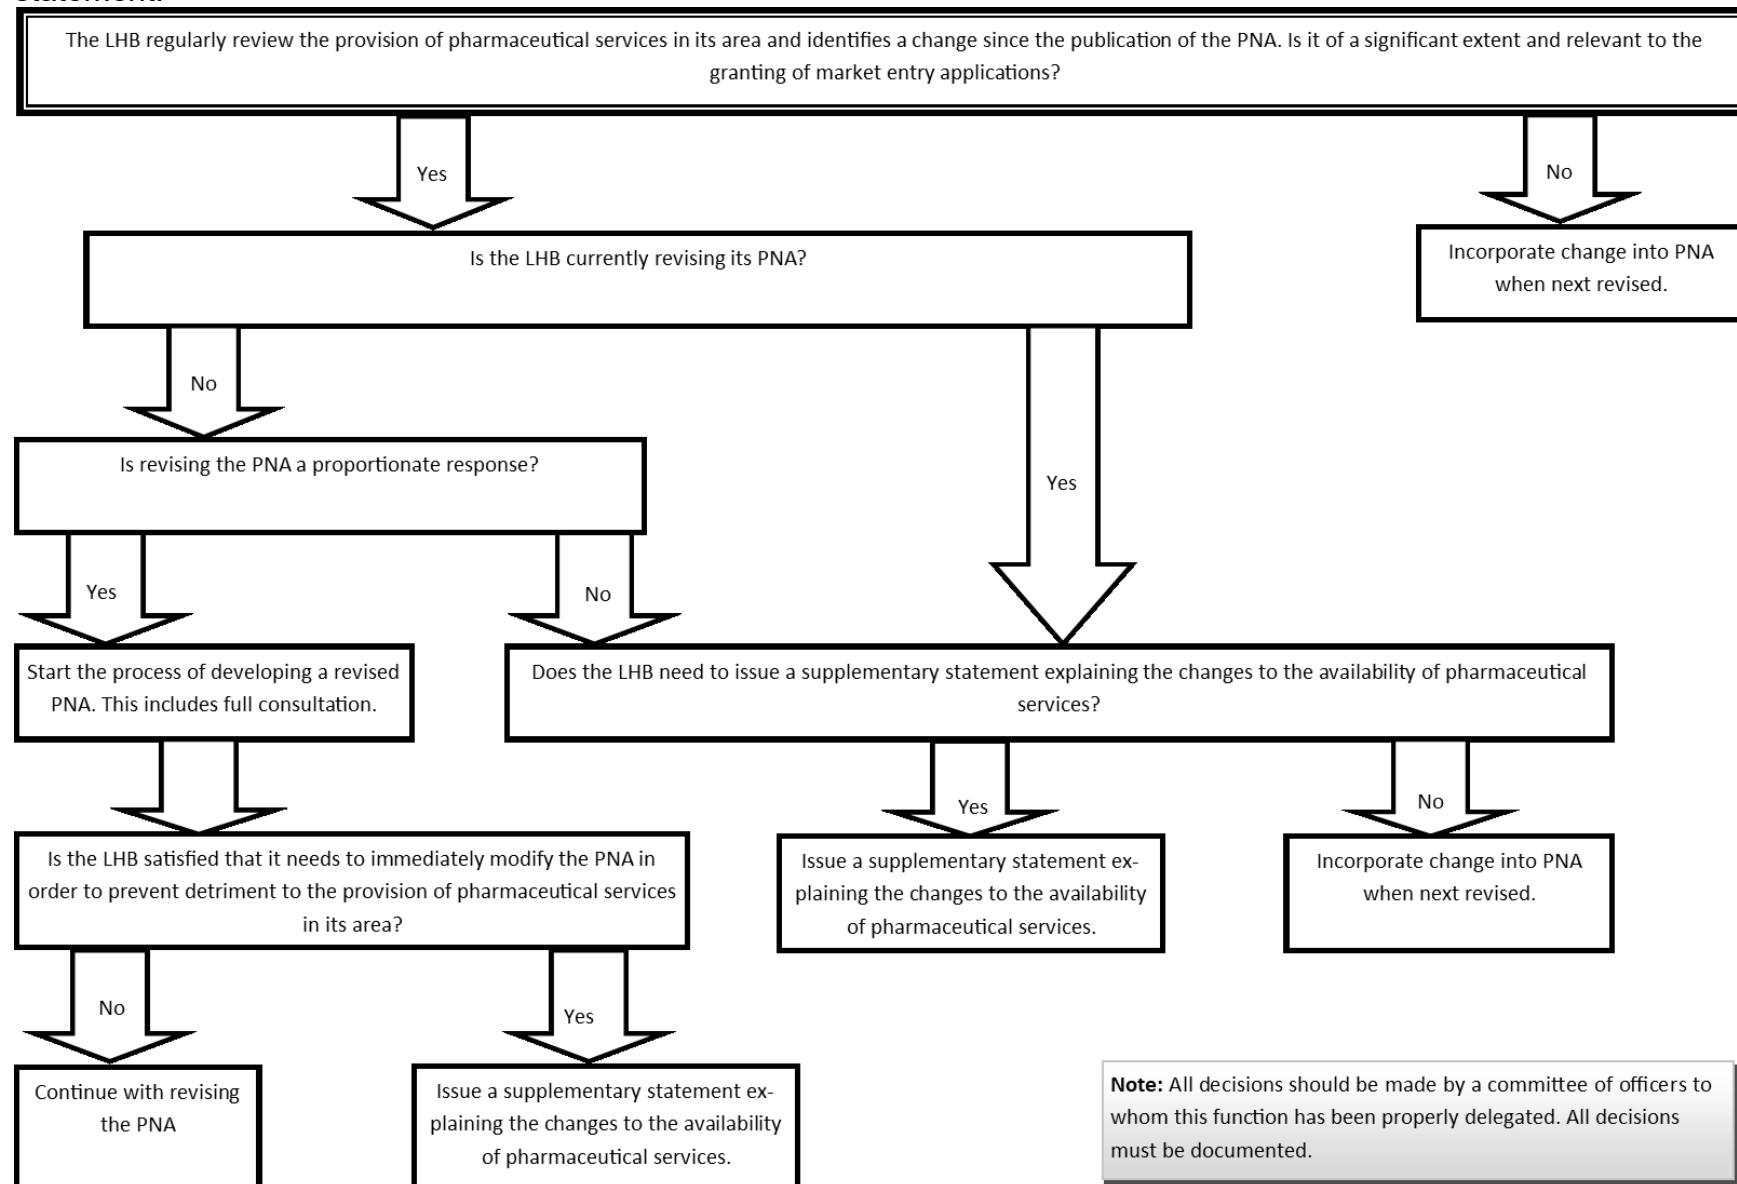 statement.
The LHB regularly review the provision of pharmaceutical services in its area and identifies a change since the publication of the PNA. Is it of a significant extent and relevant to the
granting of market entry applications?
Yes
No
Is the LHB currently revising its PNA?
Incorporate change into PNA
when next revised.
No
Yes
Is revising the PNA a proportionate response?
Yes
No
Start the process of developing a revised
PNA. This includes full consultation.
Does the LHB need to issue a supplementary statement explaining the changes to the availability of pharmaceutical
services?
Yes
No
Is the LHB satisfied that it needs to immediately modify the PNA in
order to prevent detriment to the provision of pharmaceutical services
in its area?
Issue a supplementary statement ex-
plaining the changes to the availability
of pharmaceutical services.
Incorporate change into PNA
when next revised.
No
Yes
Continue with revising
the PNA
Issue a supplementary statement ex-
plaining the changes to the availability
of pharmaceutical services.
Note: All decisions should be made by a committee of officers to
whom this function has been properly delegated. All decisions
must be documented.